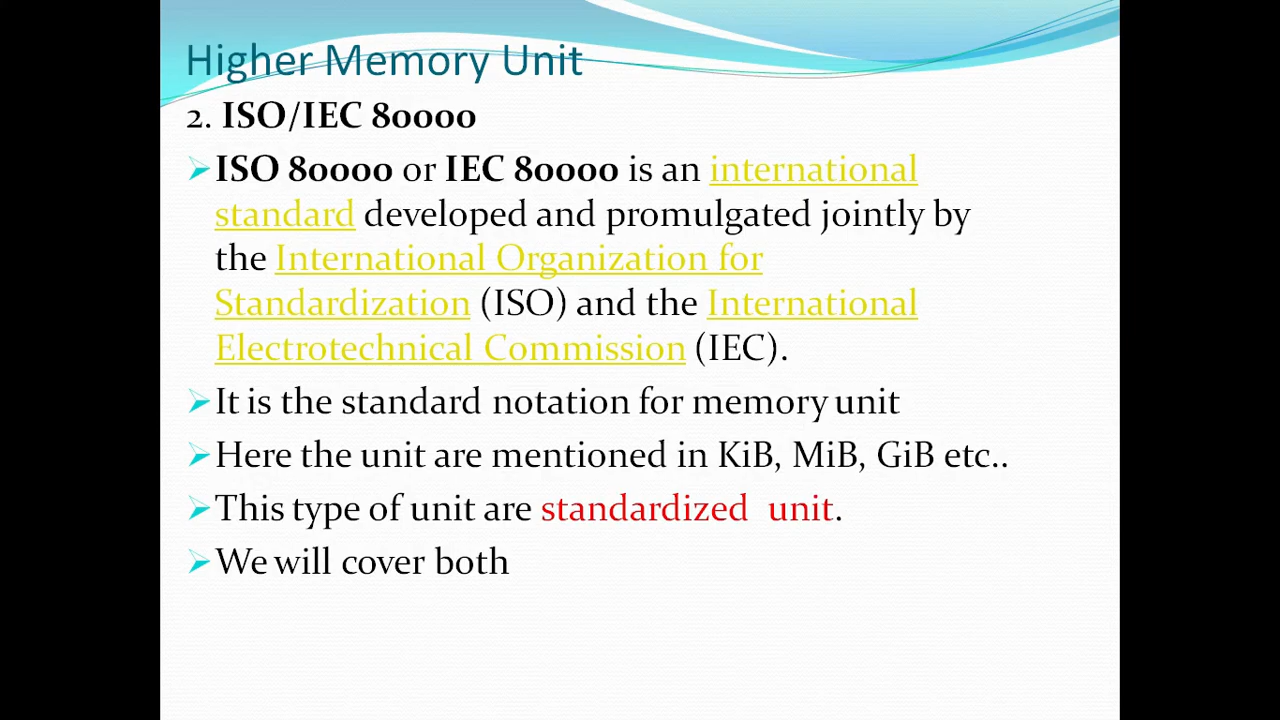 Higher Memory Unit
2. ISO/IEC 80000
ISO 80000 or IEC 80000 is an international
standard developed and promulgated jointly by
the International Organization for
Standardization (ISO) and the International
Electrotechnical Commission (IEC).
It is the standard notation for memory unit
Here the unit are mentioned in KiB, MiB, GiB etc..
This type of unit are standardized unit.
We will cover both